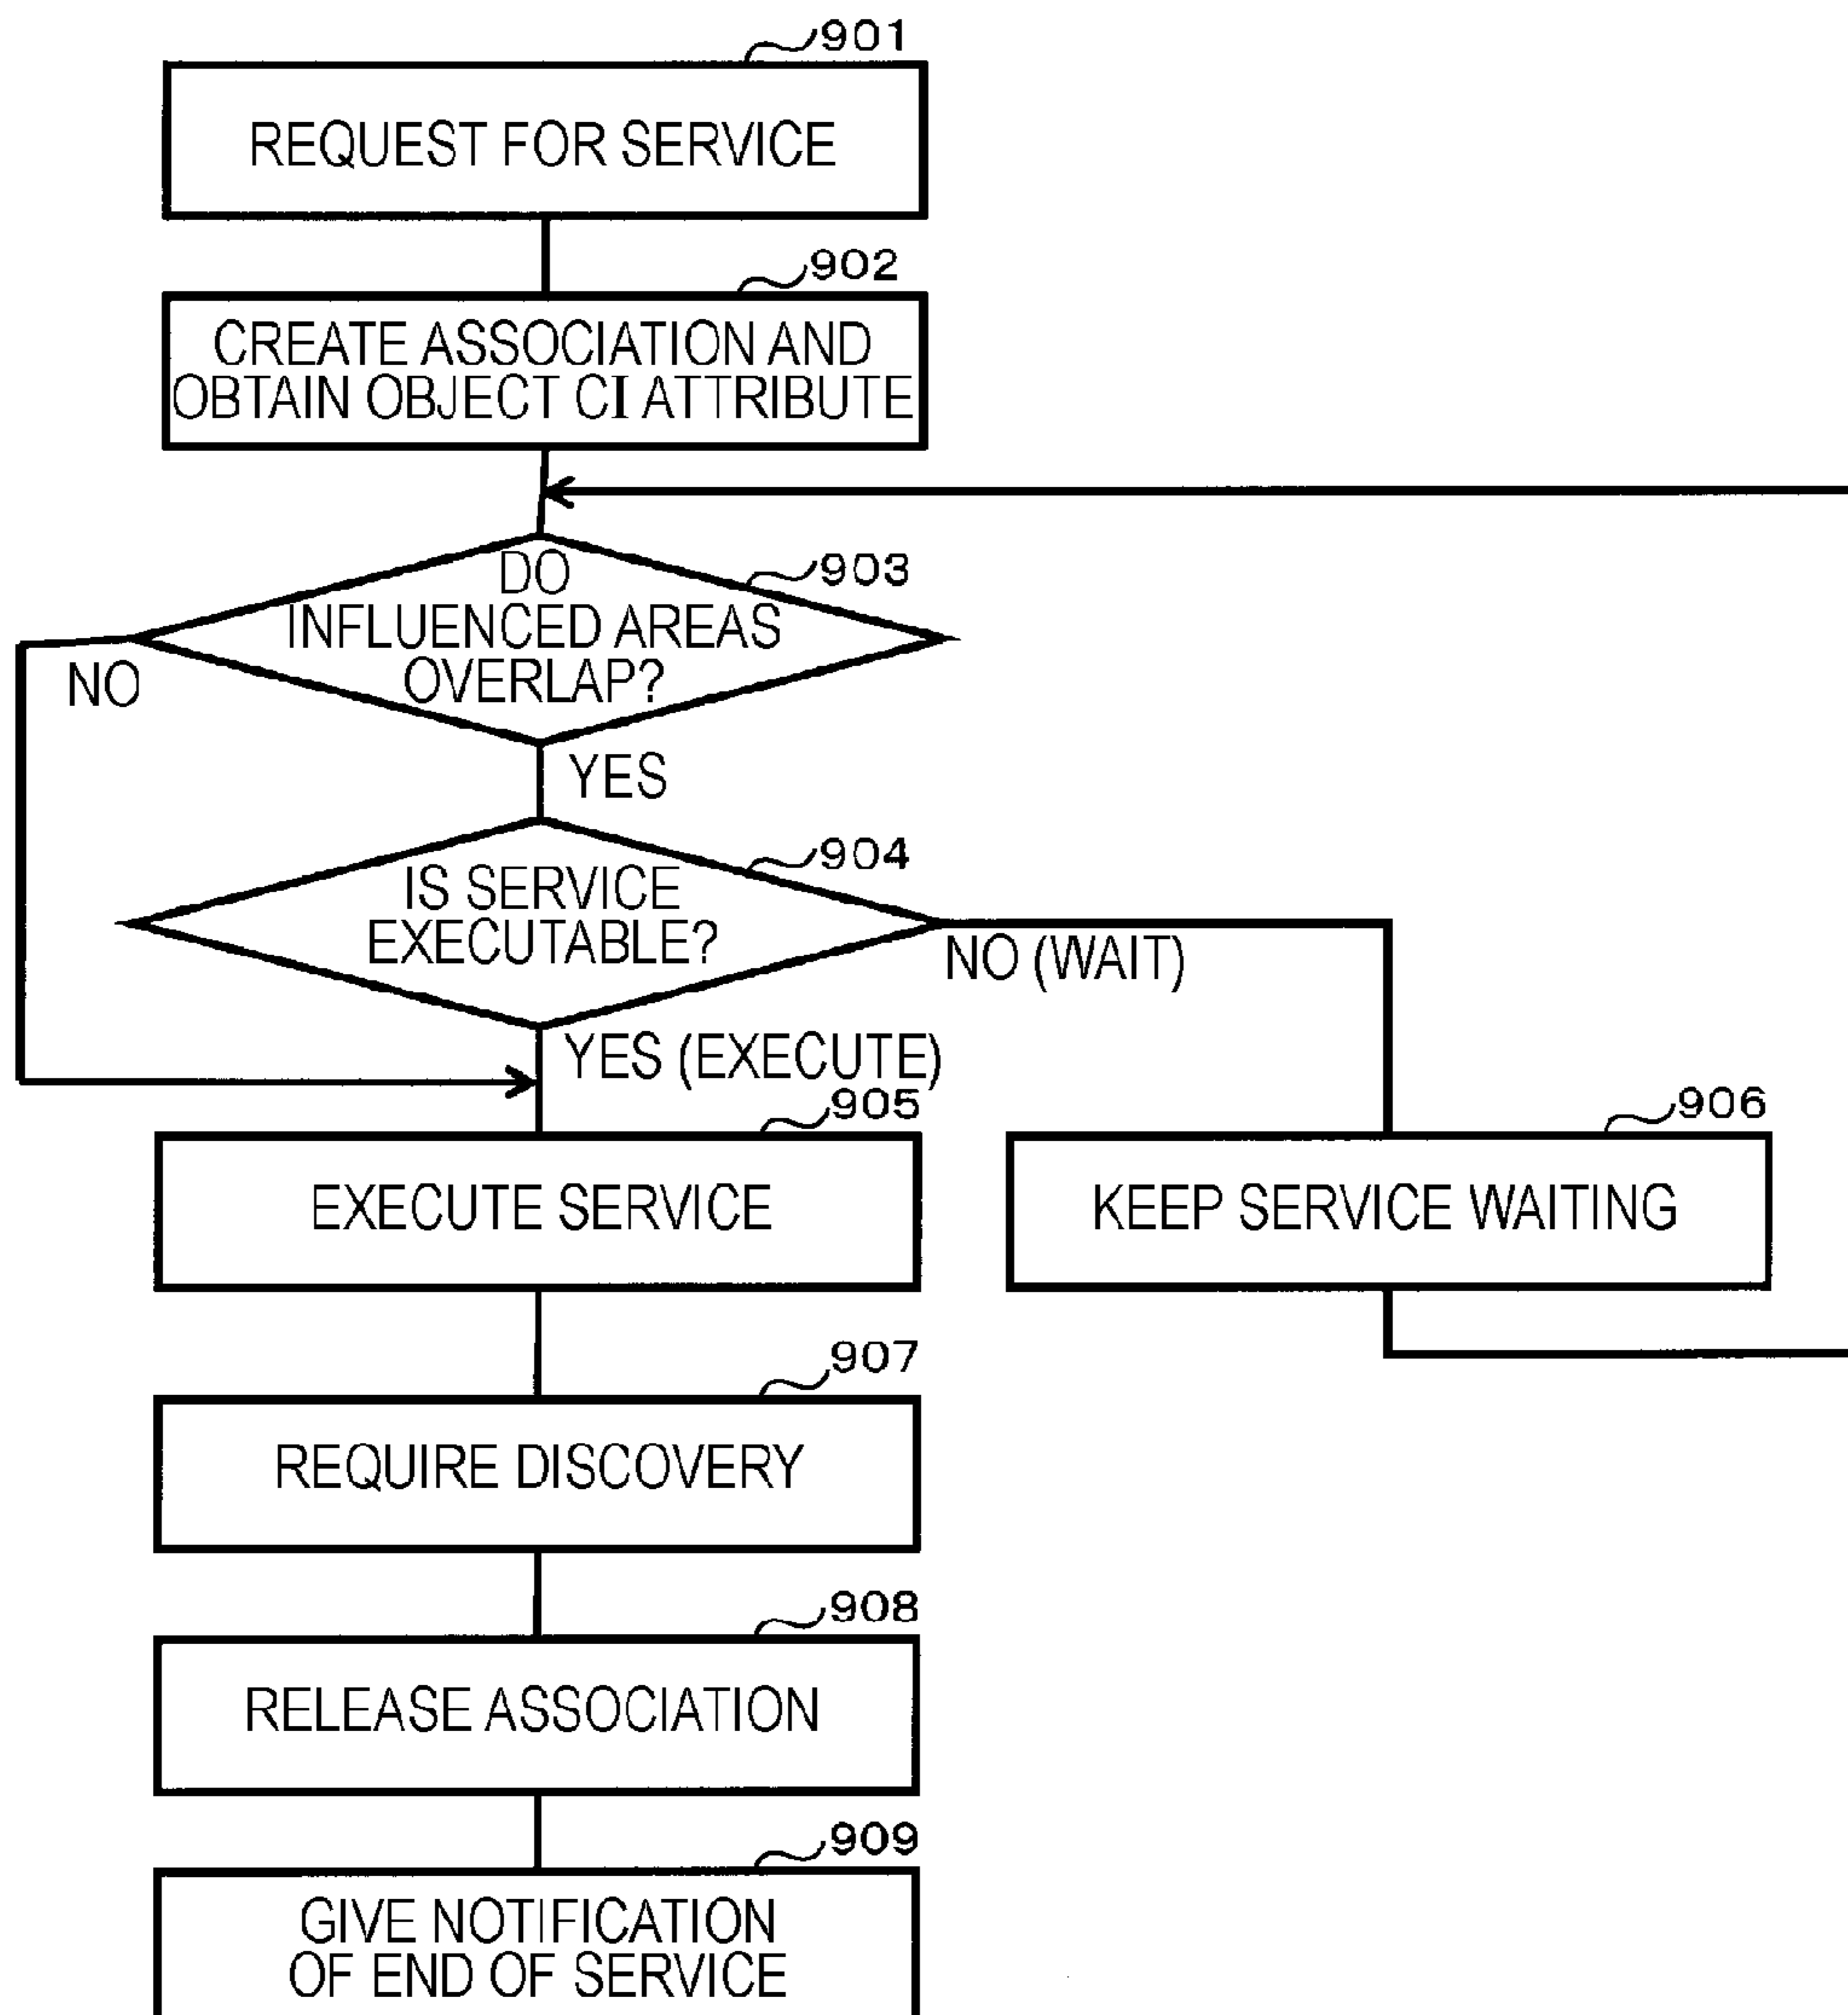 901
REQUEST FOR SERVICE
902
CREATE ASSOCIATION AND
OBTAIN OBJECT CI ATTRIBUTE
903
DO
INFLUENCED AREAS
OVERLAP?
NO
YES
904
IS SERVICE
EXECUTABLE?
NO (WAIT)
YES (EXECUTE)
905
EXECUTE SERVICE
906
KEEP SERVICE WAITING
907
REQUIRE DISCOVERY
908
RELEASE ASSOCIATION
909
GIVE NOTIFICATION
OF END OF SERVICE